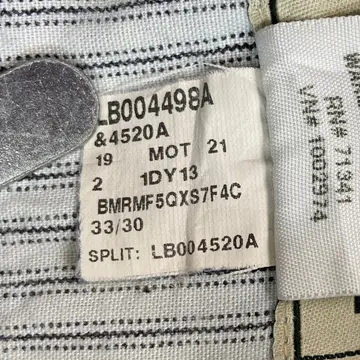 LB004498A
&4520A
19 MOT 21
2 1DY13
BMRMF5QXS7F4C
33/30
SPLIT: LB004520A
RN# 71341
VN# 1002974